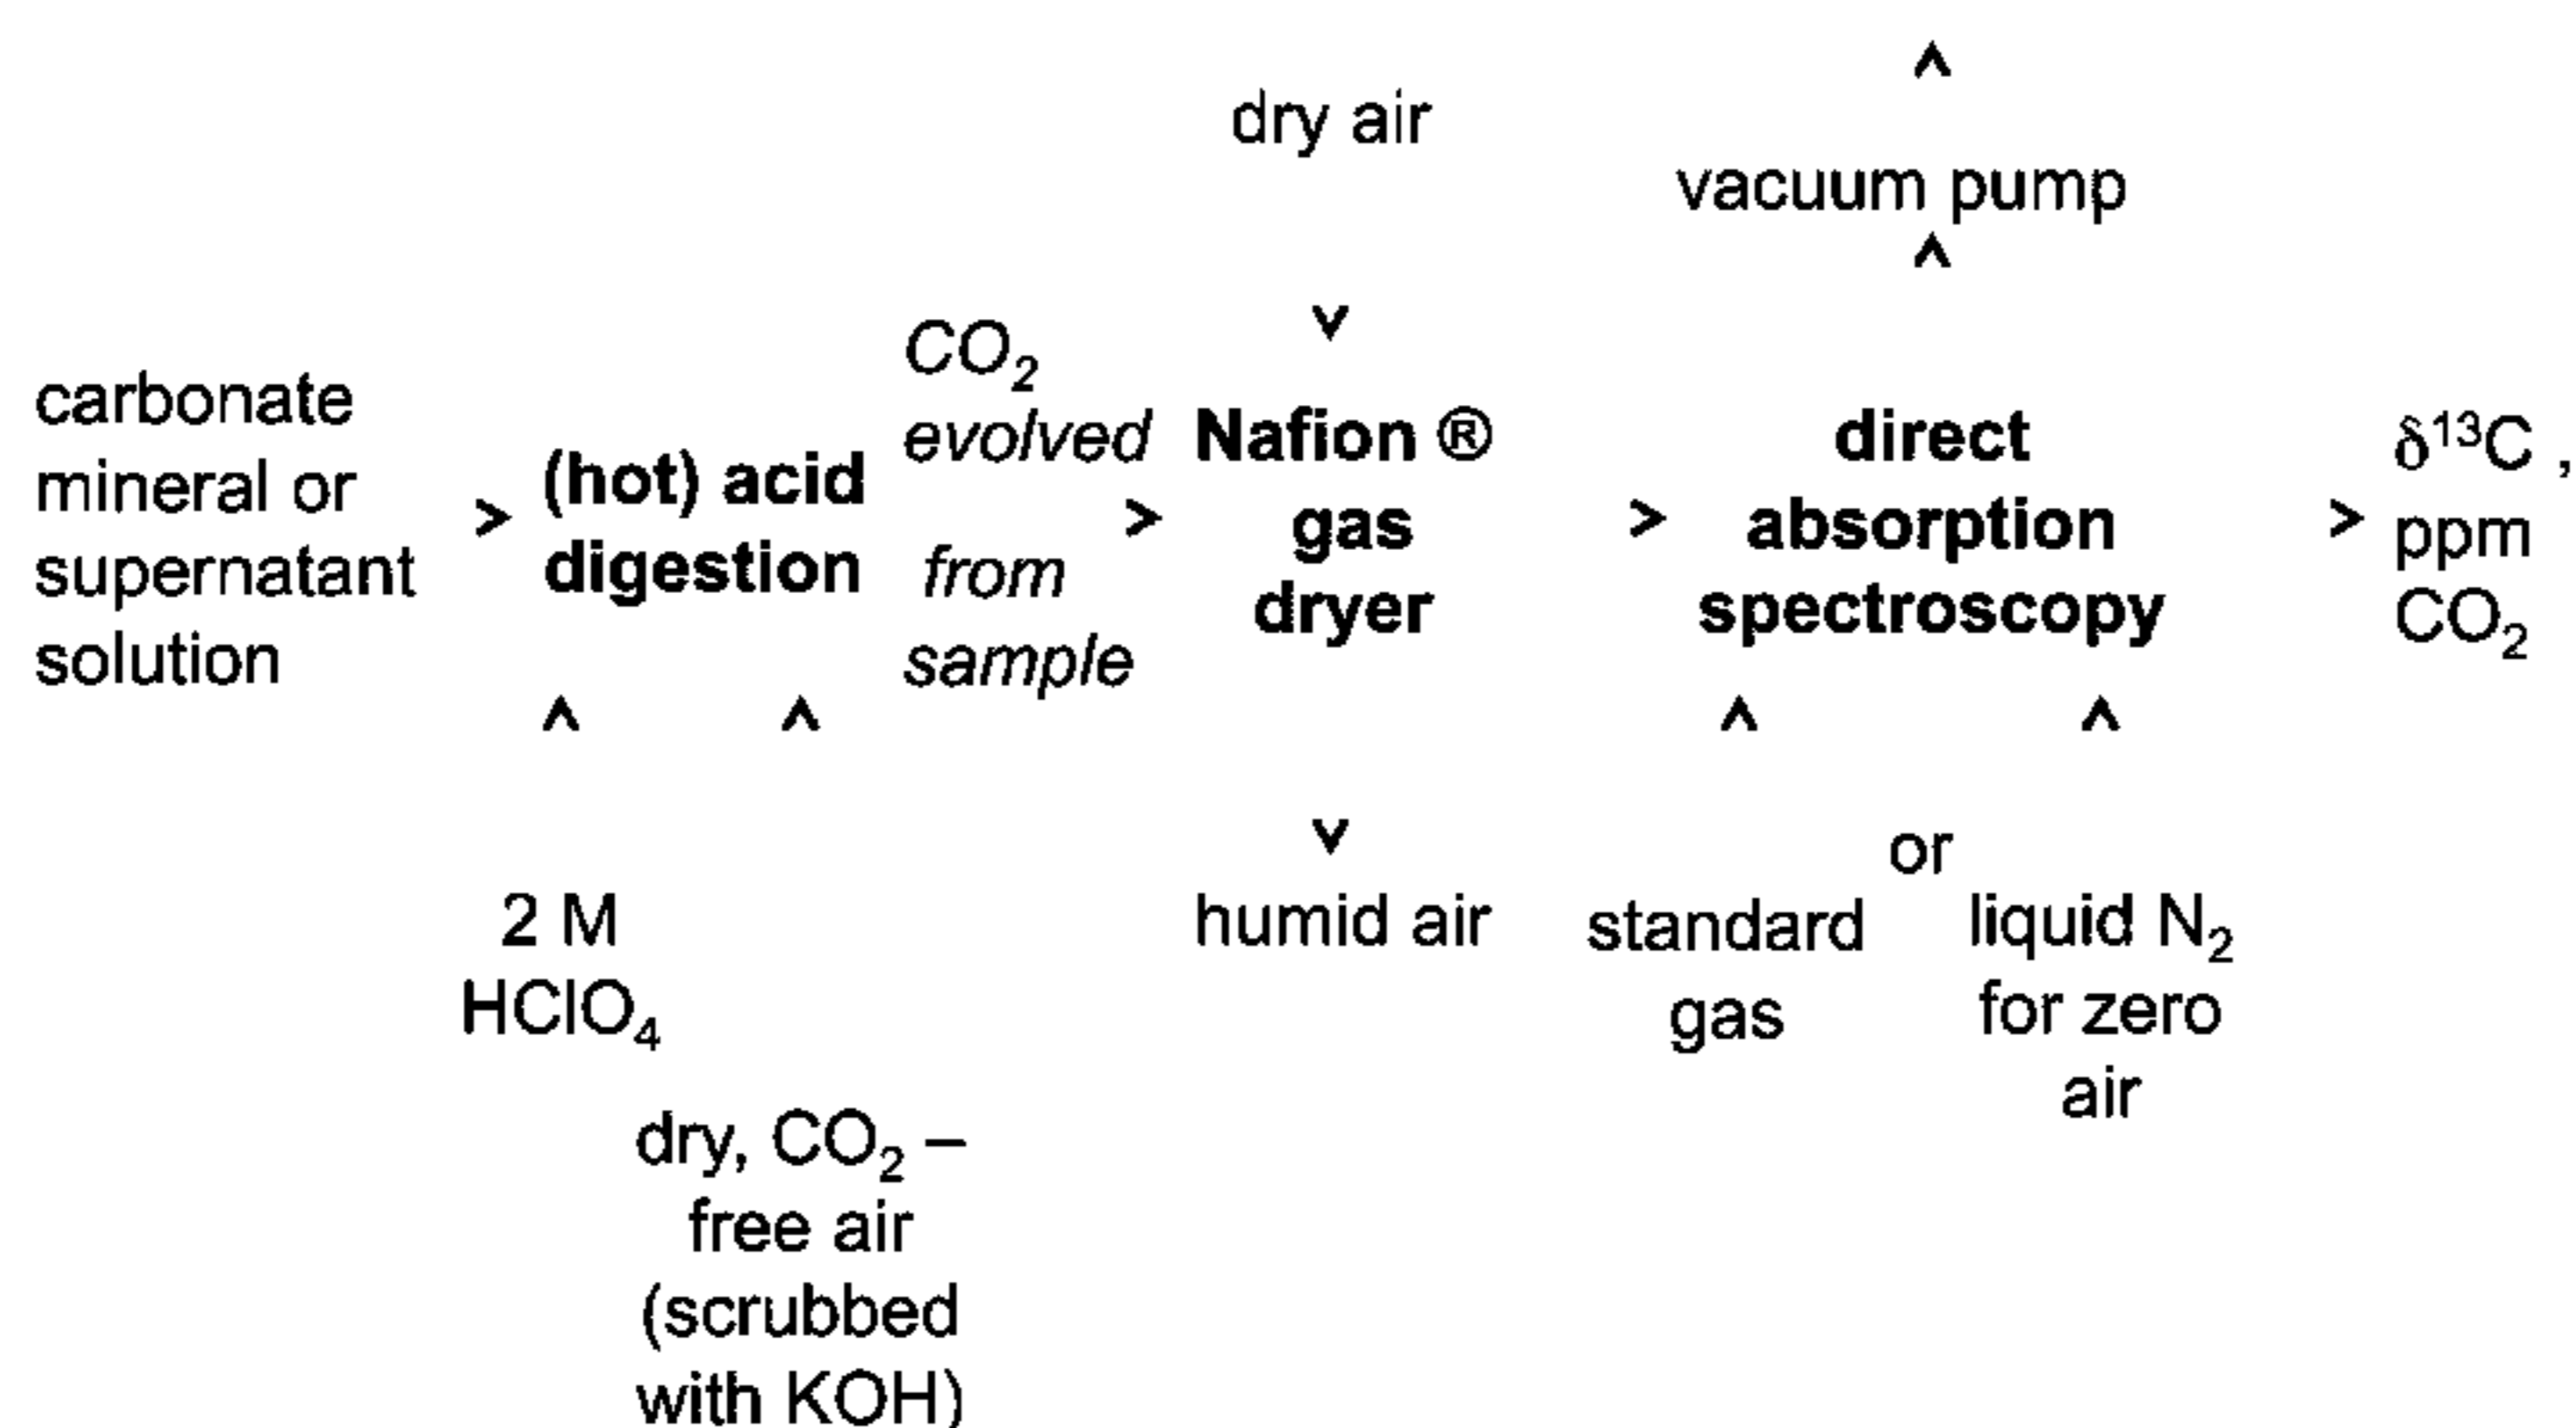 ^
dry air
vacuum pump
^
v
carbonate
mineral or
supernatant
solution
>
(hot) acid
digestion
CO₂
evolved
from
sample
>
Nafion ®
gas
dryer
>
direct
absorption
spectroscopy
>
δ¹³C ,
ppm
CO₂
^ ^
^ ^
v
2 M
HClO₄
dry, CO₂ –
free air
(scrubbed
with KOH)
humid air
standard
gas
or
liquid N₂
for zero
air